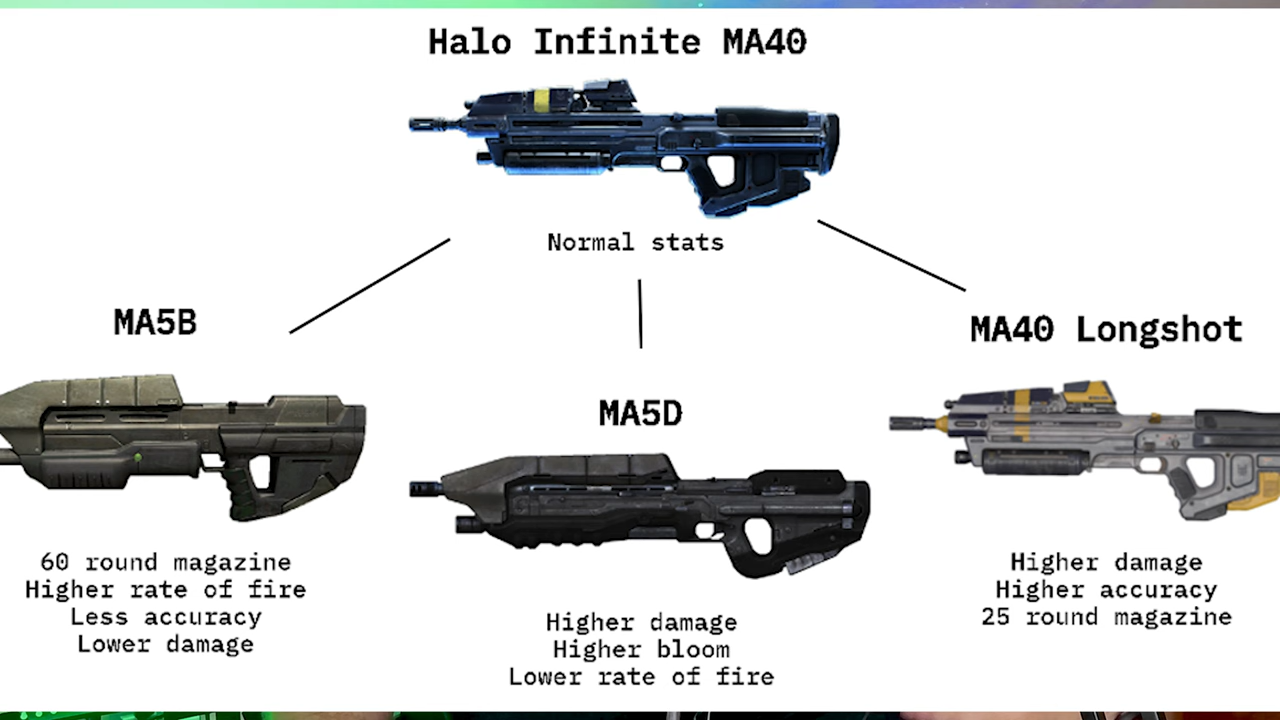 Halo Infinite MA40
Normal stats
MA5B
60 round magazine
Higher rate of fire
Less accuracy
Lower damage
MA5D
Higher damage
Higher bloom
Lower rate of fire
MA40 Longshot
Higher damage
Higher accuracy
25 round magazine